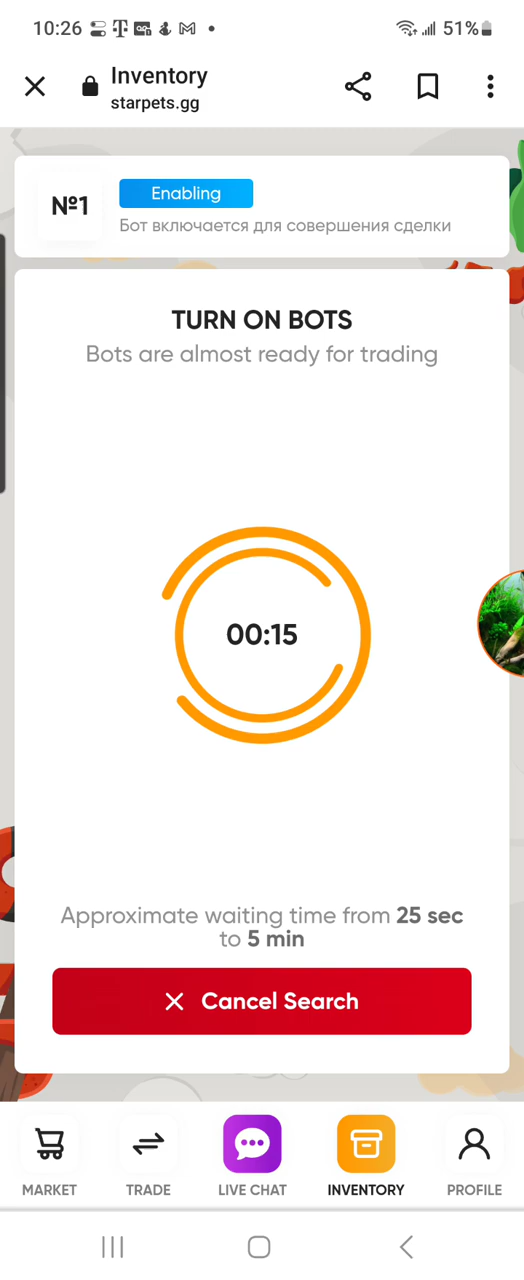 10:26
51%
Inventory
starpets.gg
№1
Enabling
Бот включается для совершения сделки
TURN ON BOTS
Bots are almost ready for trading
00:15
Approximate waiting time from 25 sec
to 5 min
Cancel Search
MARKET
TRADE
LIVE CHAT
INVENTORY
PROFILE